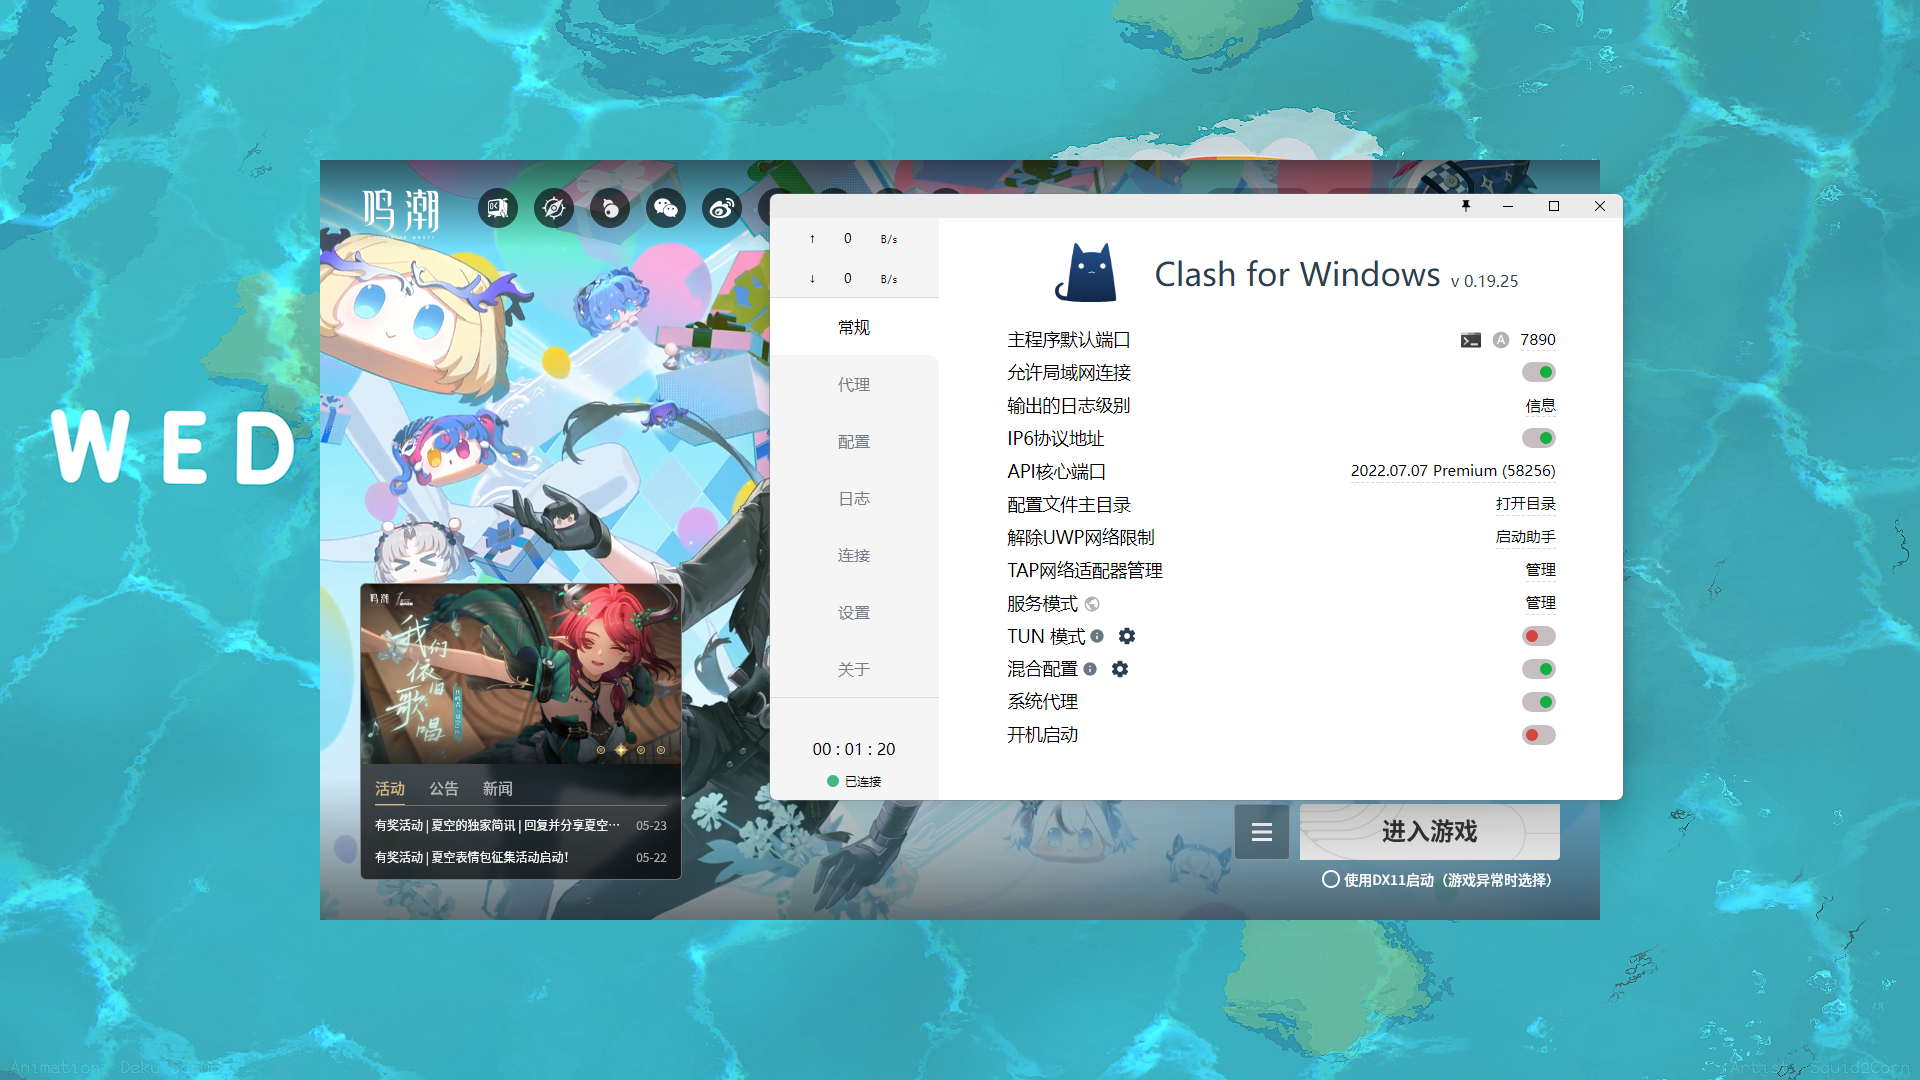 WED
鸣潮
↑ 0 B/s
↓ 0 B/s
常规
代理
配置
日志
连接
设置
关于
00 : 01 : 20
已连接
Clash for Windows v 0.19.25
主程序默认端口 A 7890
允许局域网连接
输出的日志级别 信息
IP6协议地址
API核心端口 2022.07.07 Premium (58256)
配置文件主目录 打开目录
解除UWP网络限制 启动助手
TAP网络适配器管理 管理
服务模式 管理
TUN 模式
混合配置
系统代理
开机启动
鸣潮
我们
依旧
歌唱
活动 公告 新闻
有奖活动 | 夏空的独家简讯 | 回复并分享夏空… 05-23
有奖活动 | 夏空表情包征集活动启动! 05-22
进入游戏
使用DX11启动（游戏异常时选择）
Animation: Deku
Artist: Squid2Corn